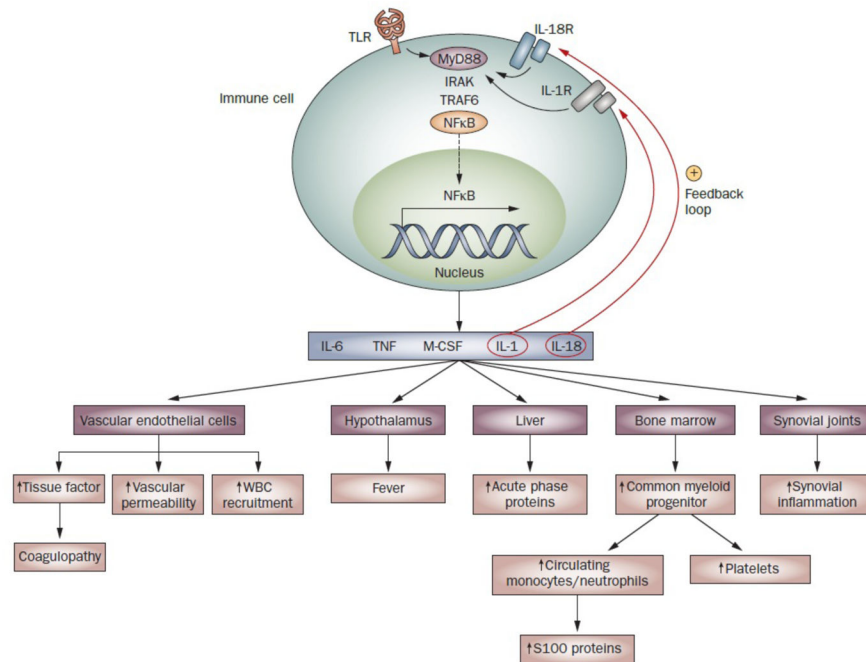 TLR
IL-18R
MyD88
Immune cell
IRAK
IL-1R
TRAF6
NFκB
+
Feedback
loop
NFκB
Nucleus
IL-6 TNF M-CSF IL-1 IL-18
Vascular endothelial cells
Hypothalamus
Liver
Bone marrow
Synovial joints
↑Tissue factor
↑Vascular
permeability
↑WBC
recruitment
Fever
↑Acute phase
proteins
↑Common myeloid
progenitor
↑Synovial
inflammation
Coagulopathy
↑Circulating
monocytes/neutrophils
↑Platelets
↑S100 proteins